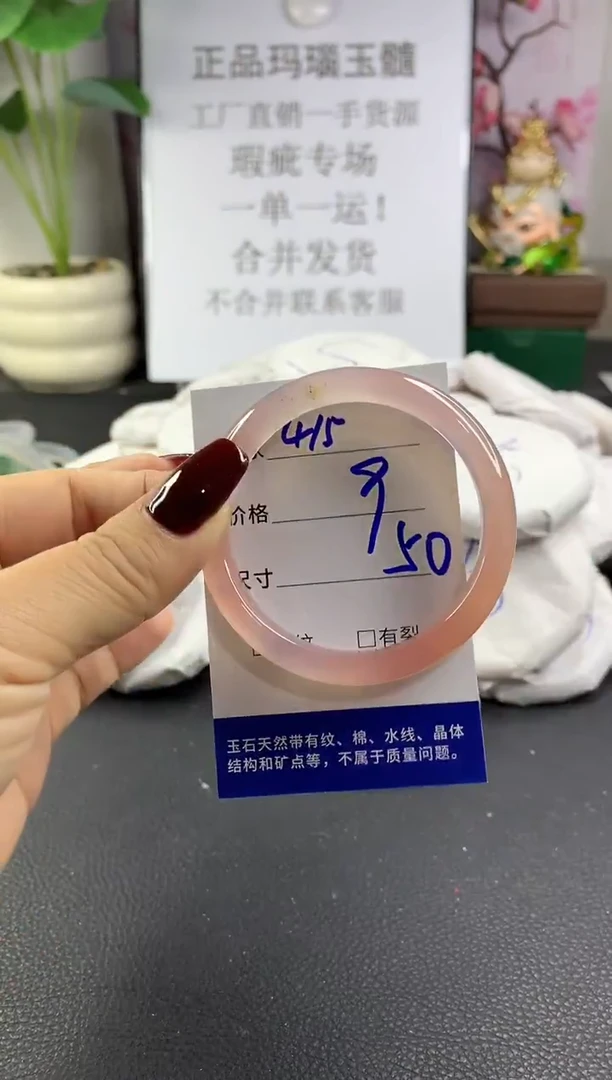 正品玛瑙玉髓
工厂直销一手货源
瑕疵专场
一单一运!
合并发货
不合并联系客服
415
价格
尺寸 50
纹 □有裂
玉石天然带有纹、棉、水线、晶体
结构和矿点等，不属于质量问题。